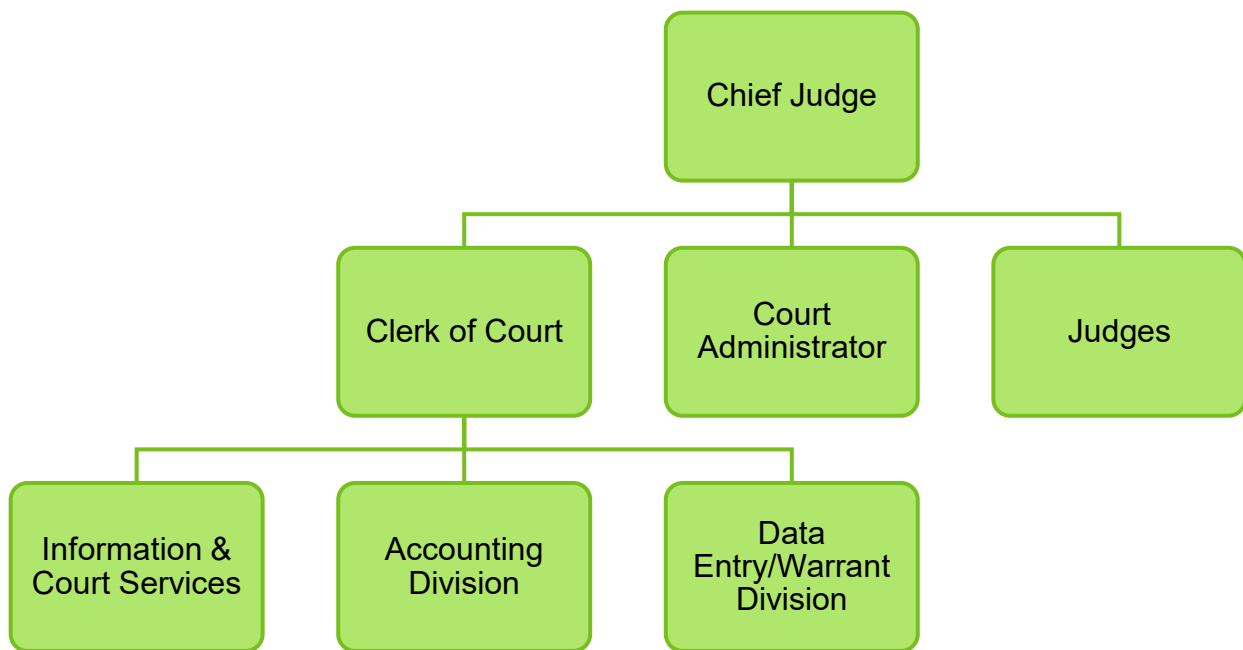 Chief Judge
Clerk of Court
Court
Administrator
Judges
Information &
Court Services
Accounting
Division
Data
Entry/Warrant
Division